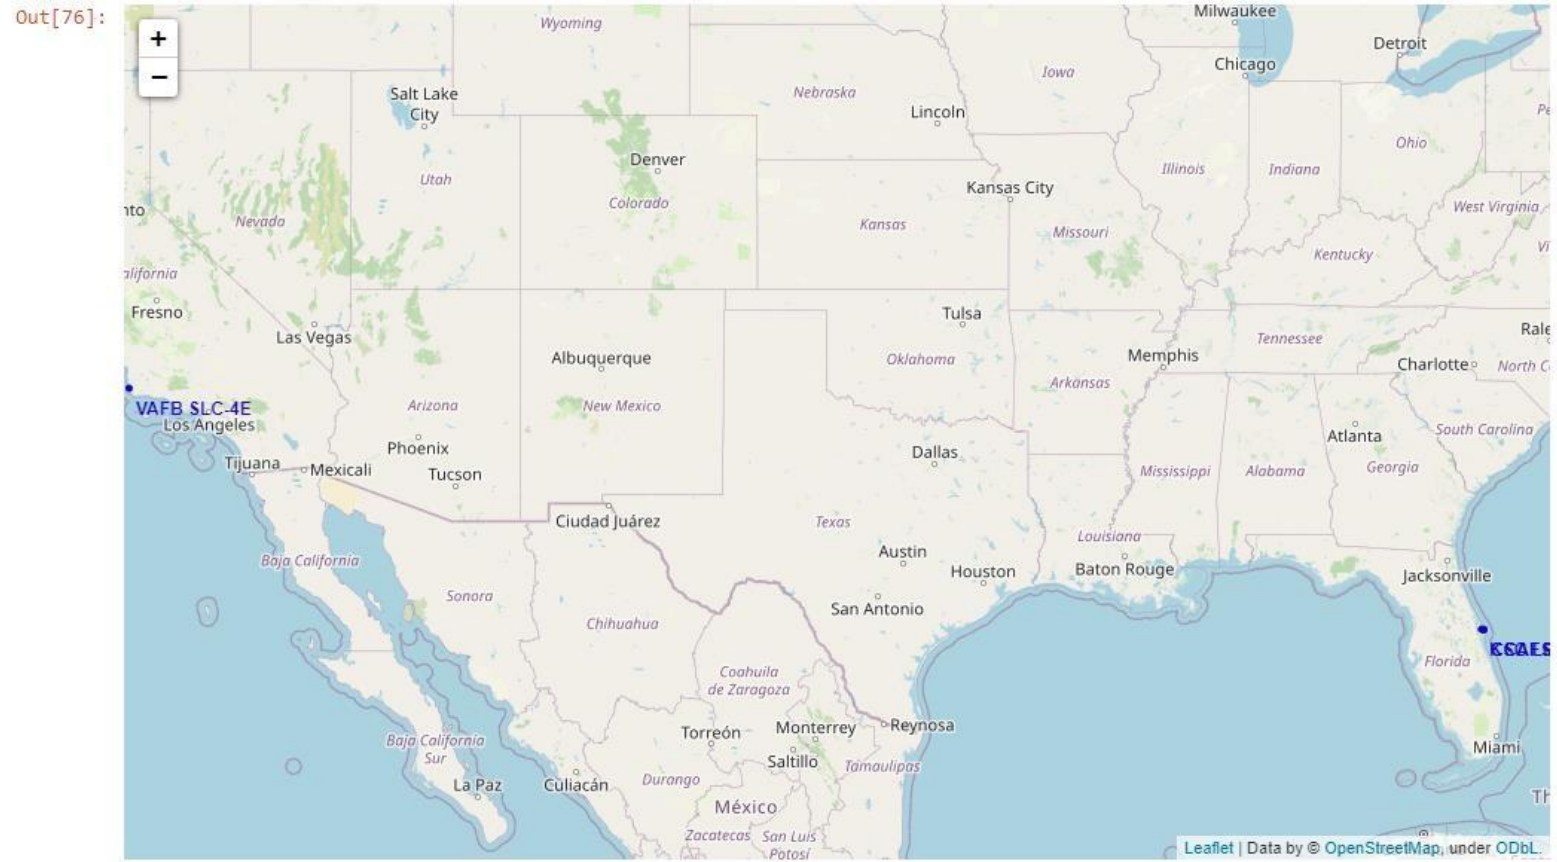 Out[76]:
+
−
Wyoming
Milwaukee
Detroit
Chicago
Iowa
Salt Lake
City
Nebraska
Lincoln
Pe
Ohio
Denver
Illinois
Indiana
Utah
Kansas City
Colorado
nto
Nevada
Kansas
Missouri
West Virginia
Vi
Kentucky
alifornia
Fresno
Las Vegas
Tulsa
Rale
Tennessee
Albuquerque
Oklahoma
Memphis
Charlotte
North C
Arkansas
VAFB SLC-4E
Los Angeles
Arizona
New Mexico
Phoenix
Dallas
Atlanta
South Carolina
Tijuana
Mexicali
Tucson
Mississippi
Alabama
Georgia
Ciudad Juárez
Texas
Louisiana
Baja California
Austin
Houston
Baton Rouge
Jacksonville
Sonora
San Antonio
Chihuahua
Florida
Coahuila
de Zaragoza
Torreón
Monterrey
Reynosa
Baja California
Sur
Saltillo
Tamaulipas
Miami
La Paz
Culiacán
Durango
México
Th
Zacatecas
San Luis
Potosí
Leaflet | Data by © OpenStreetMap, under ODbL.